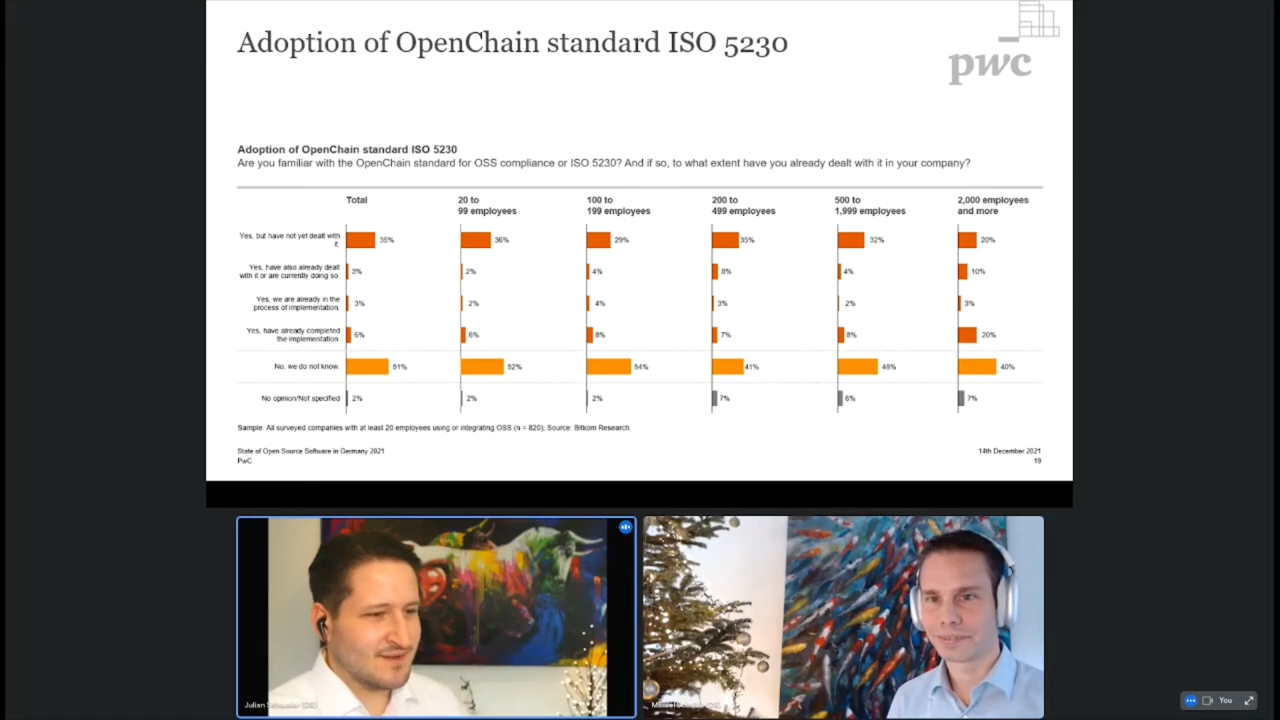 Adoption of OpenChain standard ISO 5230
pwc
Adoption of OpenChain standard ISO 5230
Are you familiar with the OpenChain standard for OSS compliance or ISO 5230? And if so, to what extent have you already dealt with it in your company?
Total
20 to
99 employees
100 to
199 employees
200 to
499 employees
500 to
1,999 employees
2,000 employees
and more
Yes, but have not yet dealt with
it.
35% 36% 29% 35% 32% 20%
Yes, have also already dealt
with it or are currently doing so.
3% 2% 4% 8% 4% 10%
Yes, we are already in the
process of implementation.
3% 2% 4% 3% 2% 3%
Yes, have already completed
the implementation.
6% 6% 8% 7% 8% 20%
No, we do not know.
51% 52% 54% 41% 48% 40%
No opinion/Not specified
2% 2% 2% 7% 6% 7%
Sample: All surveyed companies with at least 20 employees using or integrating OSS (n = 820); Source: Bitkom Research
State of Open Source Software in Germany 2021
PwC
14th December 2021
19
Julian
You